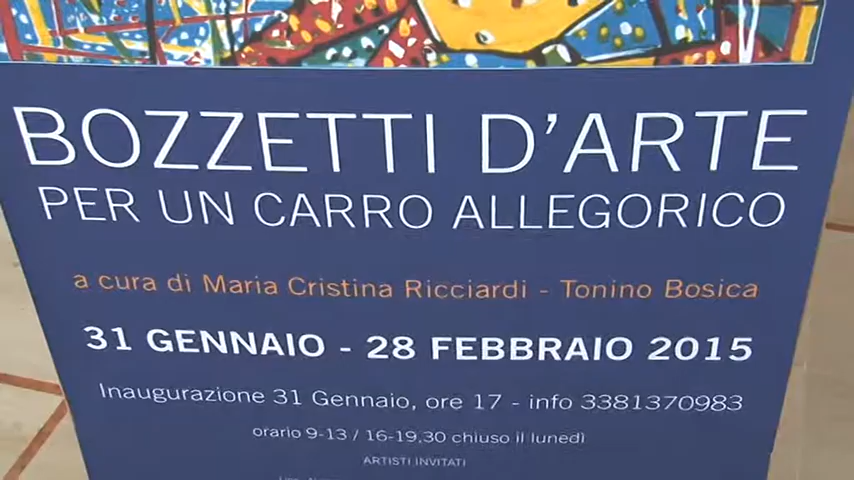 BOZZETTI D'ARTE
PER UN CARRO ALLEGORICO
a cura di Maria Cristina Ricciardi - Tonino Bosica
31 GENNAIO - 28 FEBBRAIO 2015
Inaugurazione 31 Gennaio, ore 17 - info 3381370983
orario 9-13 / 16-19,30 chiuso il lunedì
ARTISTI INVITATI